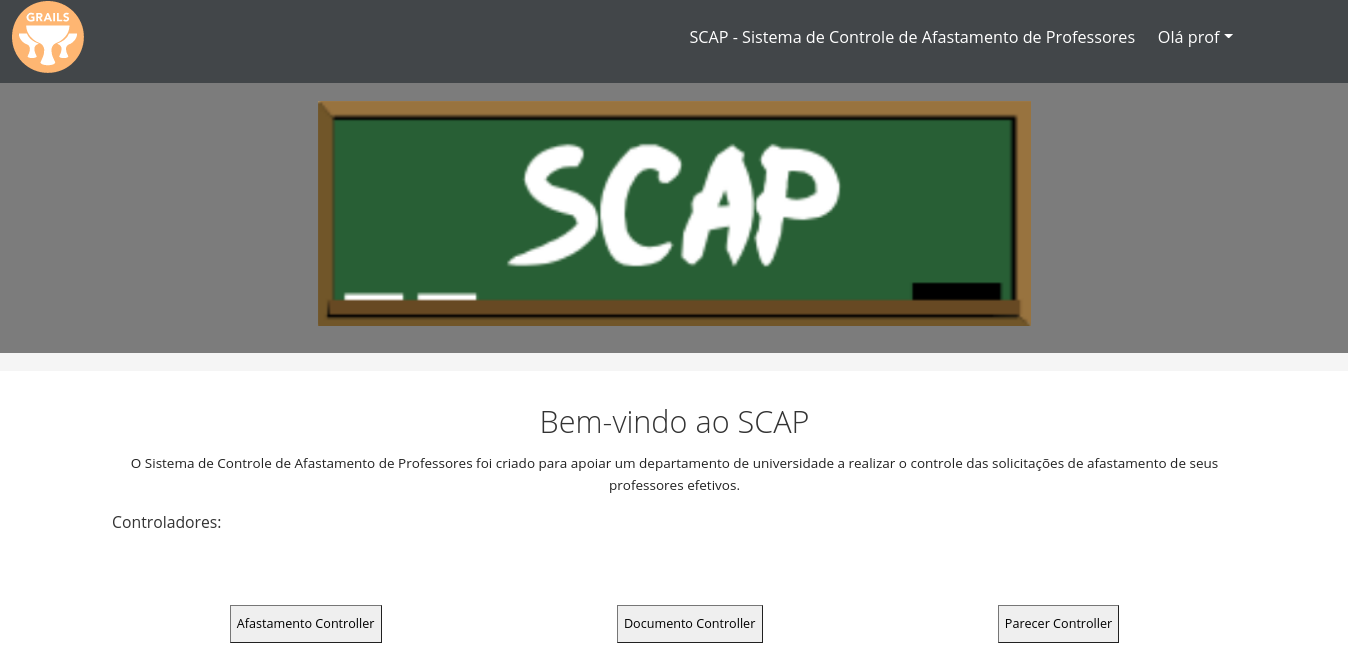 GRAILS
SCAP - Sistema de Controle de Afastamento de Professores
Olá prof
SCAP
Bem-vindo ao SCAP
O Sistema de Controle de Afastamento de Professores foi criado para apoiar um departamento de universidade a realizar o controle das solicitações de afastamento de seus
professores efetivos.
Controladores:
Afastamento Controller
Documento Controller
Parecer Controller